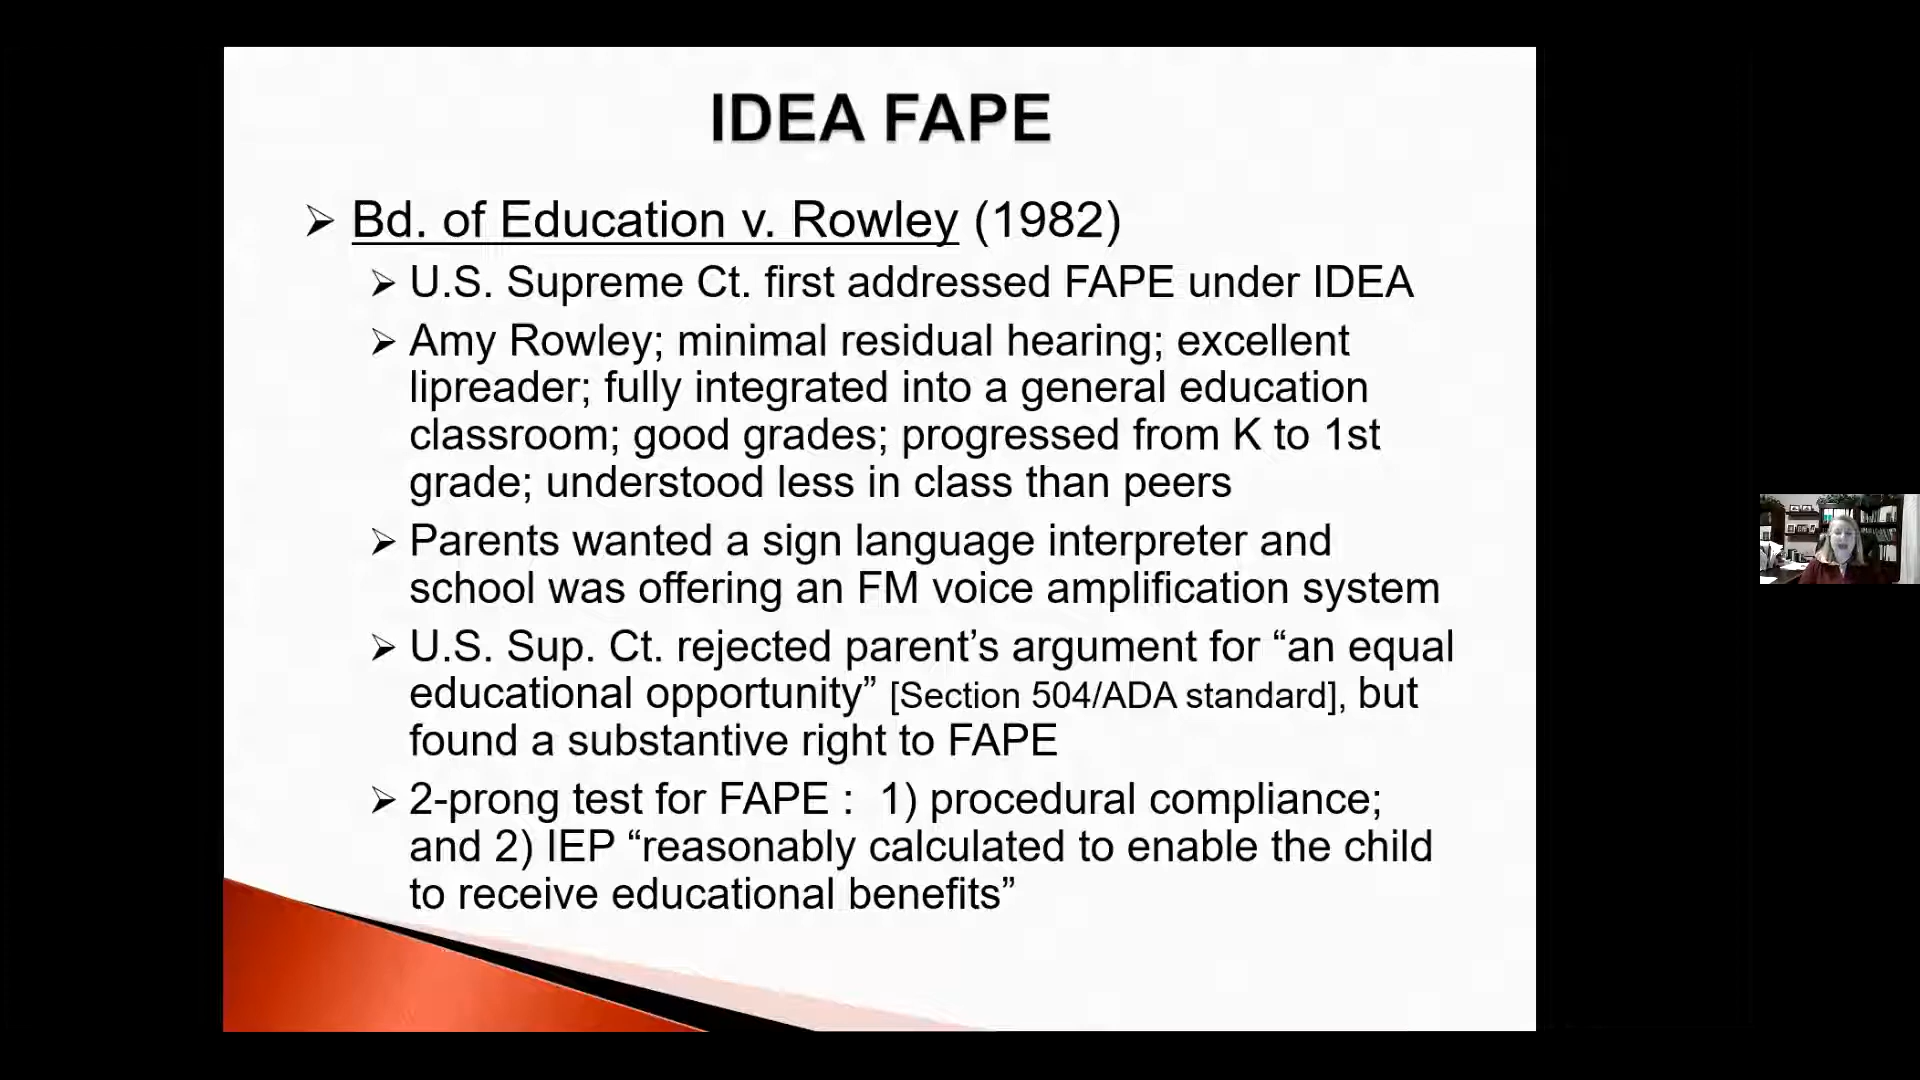 IDEA FAPE
➢ Bd. of Education v. Rowley (1982)
➢ U.S. Supreme Ct. first addressed FAPE under IDEA
➢ Amy Rowley; minimal residual hearing; excellent
lipreader; fully integrated into a general education
classroom; good grades; progressed from K to 1st
grade; understood less in class than peers
➢ Parents wanted a sign language interpreter and
school was offering an FM voice amplification system
➢ U.S. Sup. Ct. rejected parent’s argument for “an equal
educational opportunity” [Section 504/ADA standard], but
found a substantive right to FAPE
➢ 2-prong test for FAPE : 1) procedural compliance;
and 2) IEP “reasonably calculated to enable the child
to receive educational benefits”